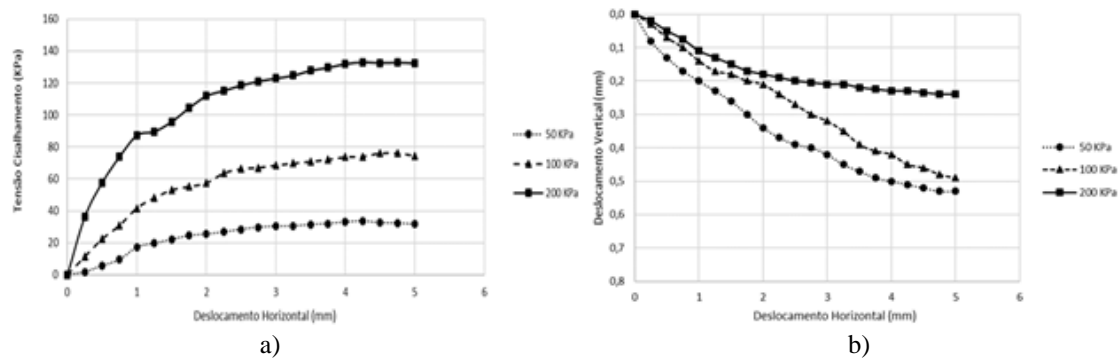 160
140
120
100
80
60
40
20
0
Tensão Cisalhamento (KPa)
0 1 2 3 4 5 6
Deslocamento Horizontal (mm)
50 KPa
100 KPa
200 KPa
a)
0,0
0,1
0,2
0,3
0,4
0,5
0,6
0,7
0,8
Deslocamento Vertical (mm)
0 1 2 3 4 5 6
Deslocamento Horizontal (mm)
50 KPa
100 KPa
200 KPa
b)